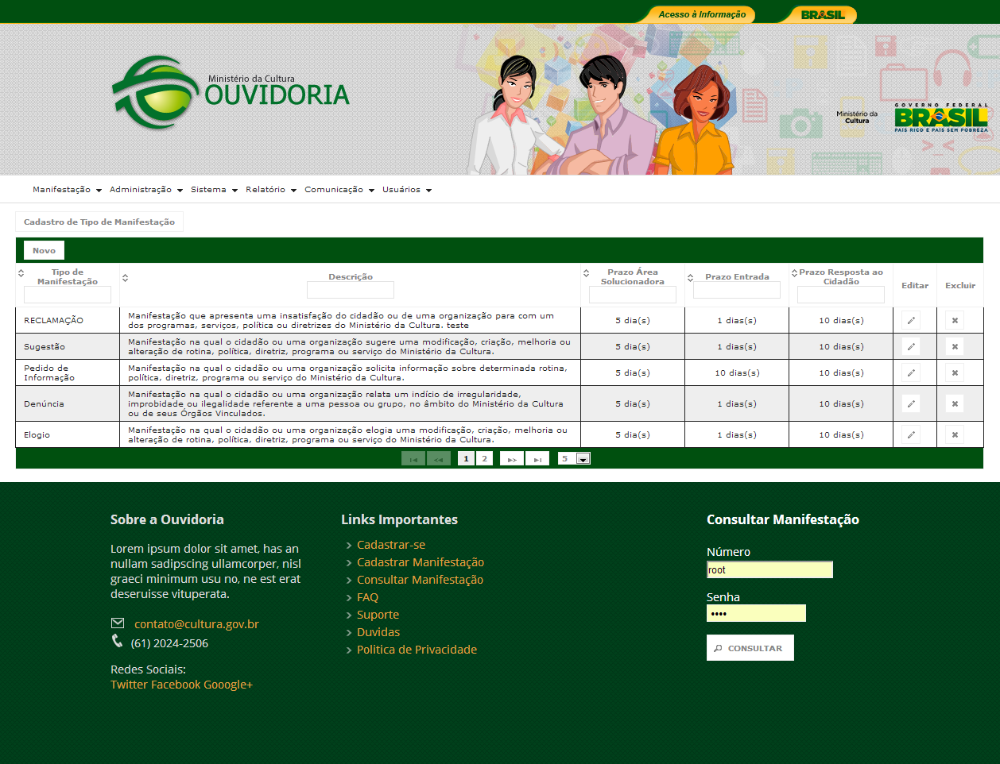 Acesso à Informação
BRASIL
Ministério da Cultura
OUVIDORIA
Ministério da
Cultura
GOVERNO FEDERAL
BRASIL
PAÍS RICO É PAÍS SEM POBREZA
Manifestação Administração Sistema Relatório Comunicação Usuários
Cadastro de Tipo de Manifestação
Novo
Tipo de
Manifestação
Descrição
Prazo Área
Solucionadora
Prazo Entrada
Prazo Resposta ao
Cidadão
Editar
Excluir
RECLAMAÇÃO
Manifestação que apresenta uma insatisfação do cidadão ou de uma organização para com um
dos programas, serviços, política ou diretrizes do Ministério da Cultura. teste
5 dia(s)
1 dias(s)
10 dias(s)
Sugestão
Manifestação na qual o cidadão ou uma organização sugere uma modificação, criação, melhoria ou
alteração de rotina, política, diretriz, programa ou serviço do Ministério da Cultura.
5 dia(s)
1 dias(s)
10 dias(s)
Pedido de
Informação
Manifestação na qual o cidadão ou uma organização solicita informação sobre determinada rotina,
política, diretriz, programa ou serviço do Ministério da Cultura.
5 dia(s)
10 dias(s)
10 dias(s)
Denúncia
Manifestação na qual o cidadão ou uma organização relata um indício de irregularidade,
improbidade ou ilegalidade referente a uma pessoa ou grupo, no âmbito do Ministério da Cultura
ou de seus Órgãos Vinculados.
5 dia(s)
1 dias(s)
10 dias(s)
Elogio
Manifestação na qual o cidadão ou uma organização elogia uma modificação, criação, melhoria ou
alteração de rotina, política, diretriz, programa ou serviço do Ministério da Cultura.
5 dia(s)
1 dias(s)
10 dias(s)
1 2 5
Sobre a Ouvidoria
Lorem ipsum dolor sit amet, has an
nullam sadipscing ullamcorper, nisl
graeci minimum usu no, ne est erat
deseruisse vituperata.
contato@cultura.gov.br
(61) 2024-2506
Redes Sociais:
Twitter Facebook Gooogle+
Links Importantes
Cadastrar-se
Cadastrar Manifestação
Consultar Manifestação
FAQ
Suporte
Duvidas
Politica de Privacidade
Consultar Manifestação
Número
root
Senha
••••
CONSULTAR